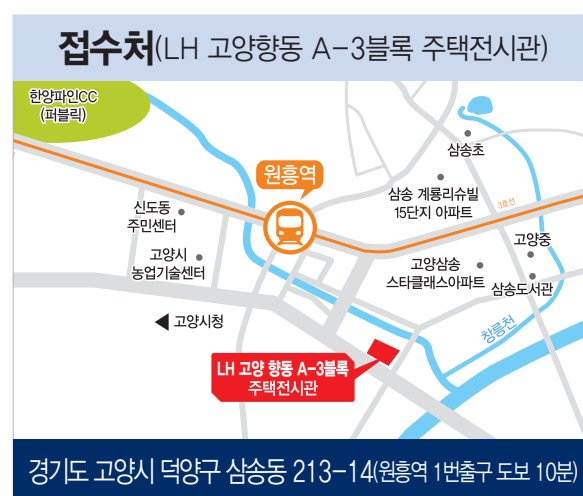 접수처(LH 고양향동 A-3블록 주택전시관)
한양파인CC
(퍼블릭)
삼송초
원흥역
삼송 계룡리슈빌
15단지 아파트
3호선
신도동
주민센터
고양중
고양시
농업기술센터
고양삼송
스타클래스아파트
삼송도서관
고양시청
창릉천
LH 고양 향동 A-3블록
주택전시관
경기도 고양시 덕양구 삼송동 213-14(원흥역 1번출구 도보 10분)